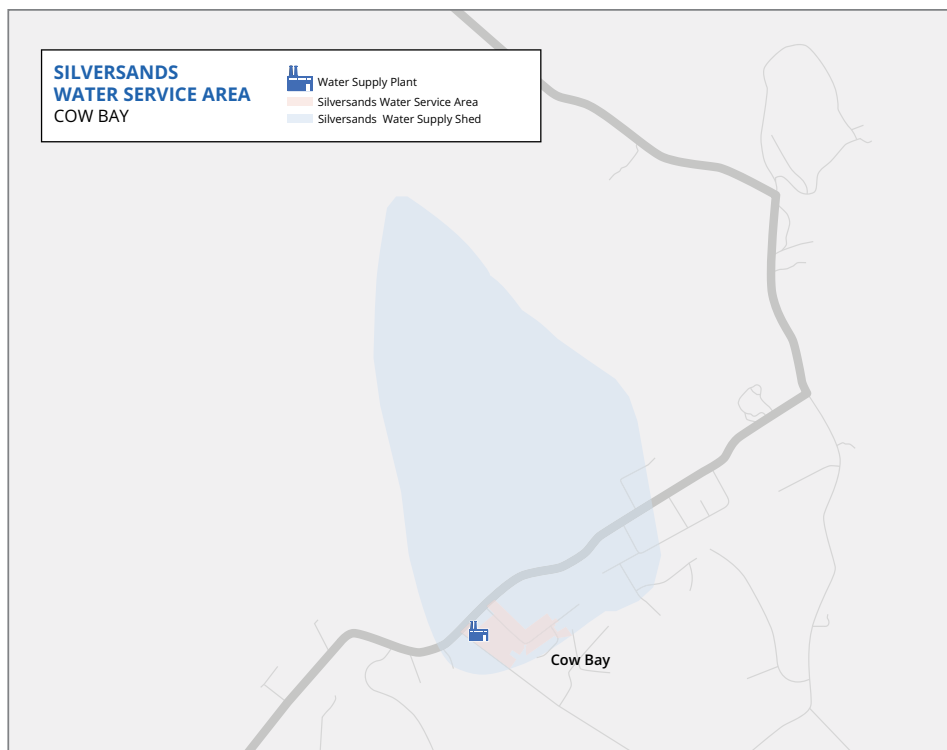 SILVERSANDS
WATER SERVICE AREA
COW BAY
Water Supply Plant
Silversands Water Service Area
Silversands Water Supply Shed
Cow Bay